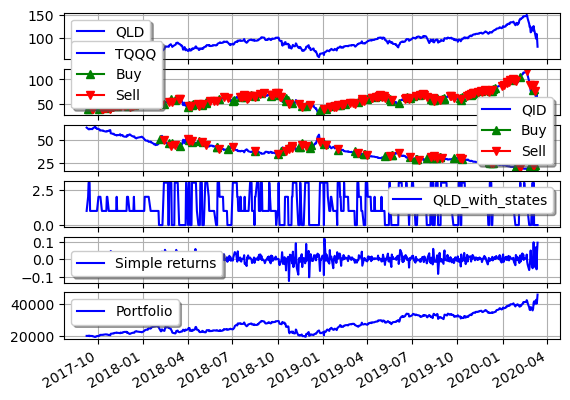 150
100
QLD
100
50
TQQQ
Buy
Sell
50
25
QID
Buy
Sell
2.5
0.0
QLD_with_states
0.1
0.0
−0.1
Simple returns
40000
20000
Portfolio
2017-10
2018-01
2018-04
2018-07
2018-10
2019-01
2019-04
2019-07
2019-10
2020-01
2020-04